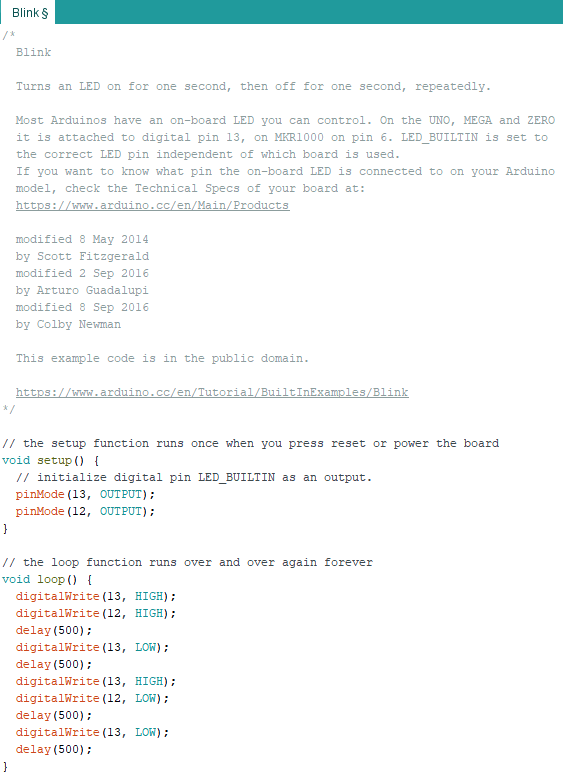 Blink §
/*
  Blink

  Turns an LED on for one second, then off for one second, repeatedly.

  Most Arduinos have an on-board LED you can control. On the UNO, MEGA and ZERO
  it is attached to digital pin 13, on MKR1000 on pin 6. LED_BUILTIN is set to
  the correct LED pin independent of which board is used.
  If you want to know what pin the on-board LED is connected to on your Arduino
  model, check the Technical Specs of your board at:
  https://www.arduino.cc/en/Main/Products

  modified 8 May 2014
  by Scott Fitzgerald
  modified 2 Sep 2016
  by Arturo Guadalupi
  modified 8 Sep 2016
  by Colby Newman

  This example code is in the public domain.

  https://www.arduino.cc/en/Tutorial/BuiltInExamples/Blink
*/

// the setup function runs once when you press reset or power the board
void setup() {
  // initialize digital pin LED_BUILTIN as an output.
  pinMode(13, OUTPUT);
  pinMode(12, OUTPUT);
}

// the loop function runs over and over again forever
void loop() {
  digitalWrite(13, HIGH);
  digitalWrite(12, HIGH);
  delay(500);
  digitalWrite(13, LOW);
  delay(500);
  digitalWrite(13, HIGH);
  digitalWrite(12, LOW);
  delay(500);
  digitalWrite(13, LOW);
  delay(500);
}